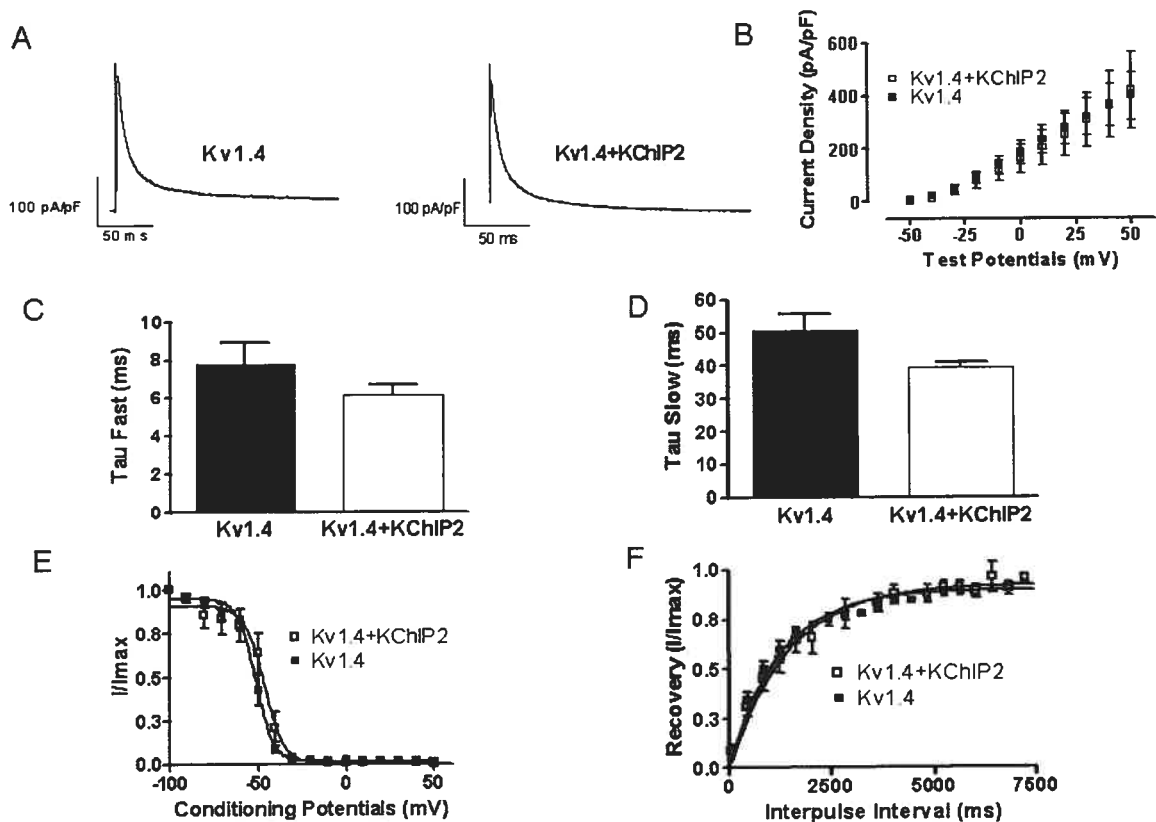 A
Kv1.4
100 pA/pF
50 ms
Kv1.4+KChIP2
100 pA/pF
50 ms
B
Current Density (pA/pF)
600
400
200
0
Kv1.4+KChIP2
Kv1.4
-50
-25
0
25
50
Test Potentials (mV)
C
Tau Fast (ms)
10
8
6
4
2
0
Kv1.4
Kv1.4+KChIP2
D
Tau Slow (ms)
60
50
40
30
20
10
0
Kv1.4
Kv1.4+KChIP2
E
I/Imax
1.0
0.8
0.5
0.3
0.0
Kv1.4+KChIP2
Kv1.4
-100
-50
0
50
Conditioning Potentials (mV)
F
Recovery (I/Imax)
1.0
0.8
0.5
0.3
0.0
Kv1.4+KChIP2
Kv1.4
0
2500
5000
7500
Interpulse Interval (ms)